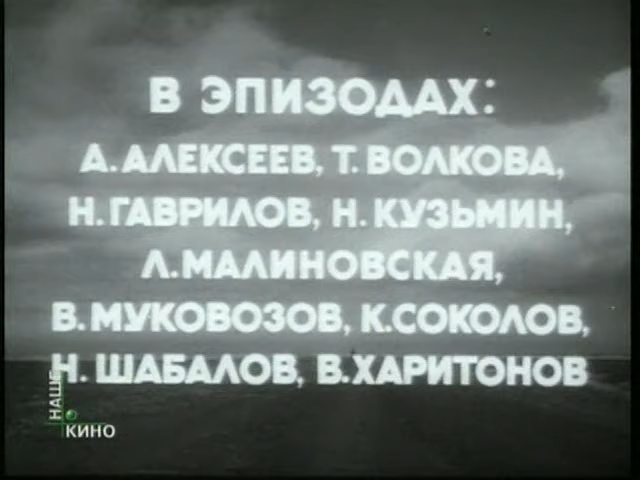 В ЭПИЗОДАХ:
А. АЛЕКСЕЕВ, Т. ВОЛКОВА,
Н. ГАВРИЛОВ, Н. КУЗЬМИН,
Л. МАЛИНОВСКАЯ,
В. МУКОВОЗОВ, К. СОКОЛОВ,
Н. ШАБАЛОВ, В. ХАРИТОНОВ
НАШЕ
КИНО